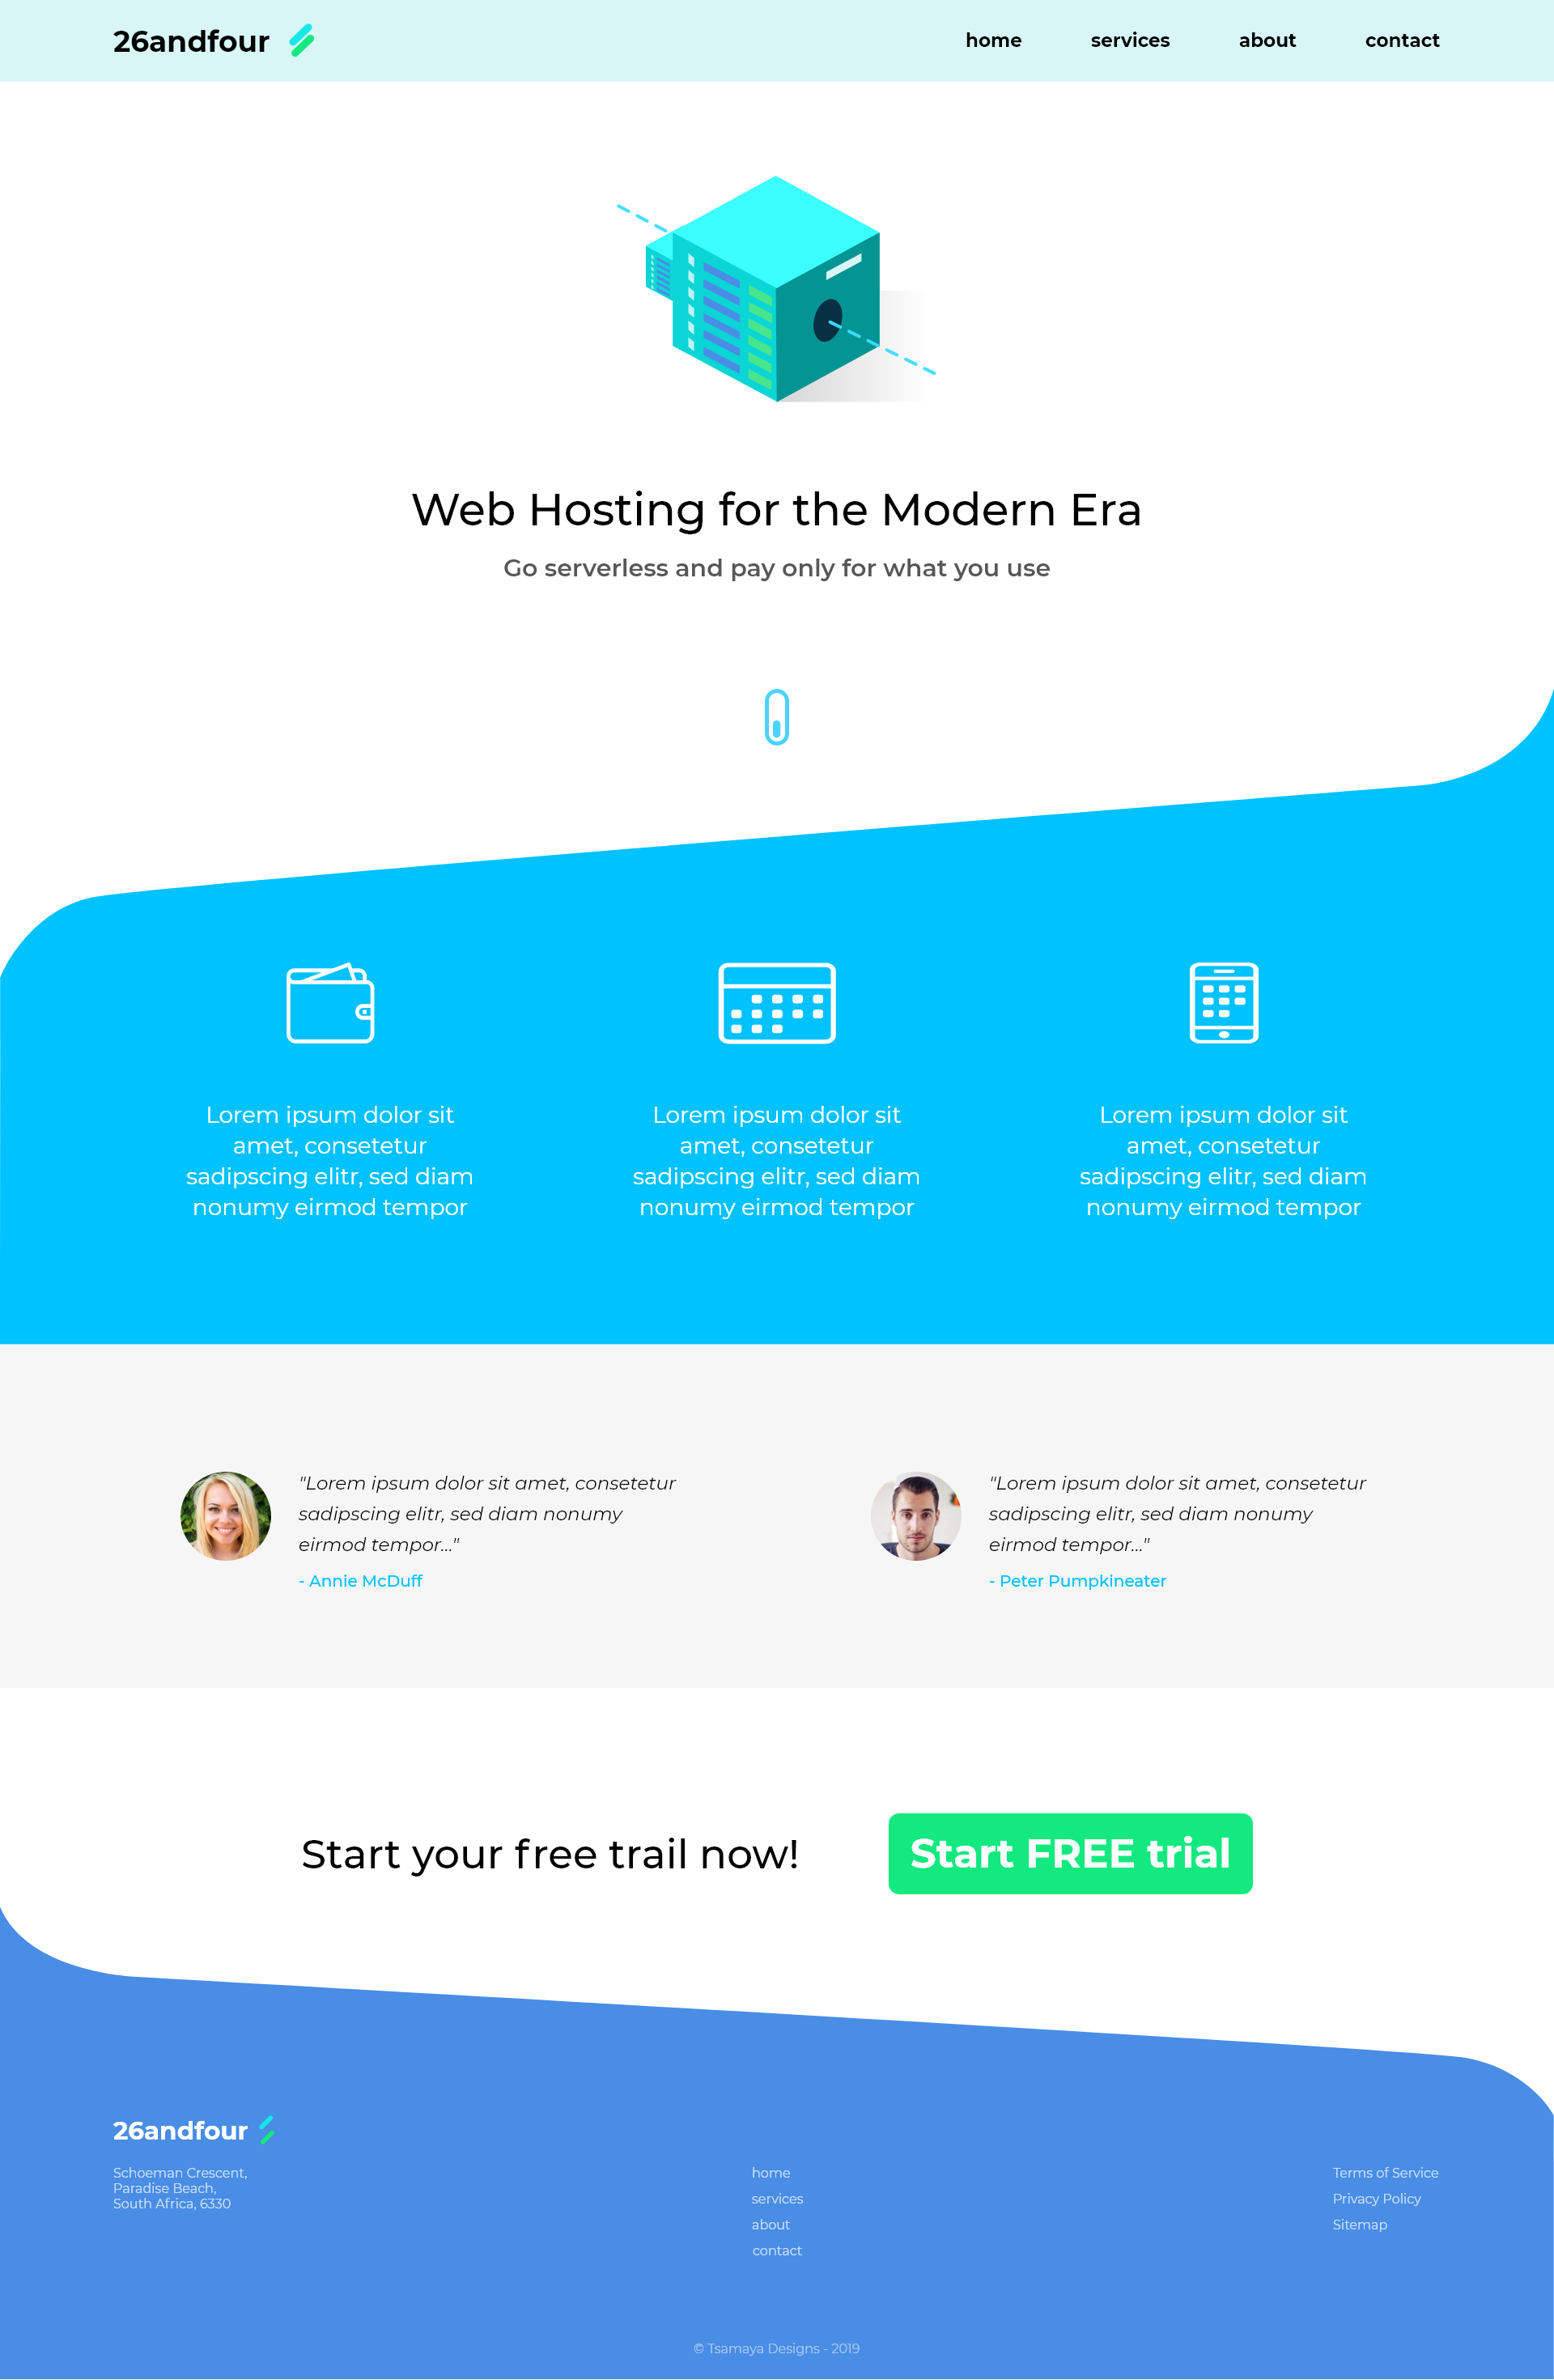 26andfour
home services about contact
Web Hosting for the Modern Era
Go serverless and pay only for what you use
Lorem ipsum dolor sit
amet, consetetur
sadipscing elitr, sed diam
nonumy eirmod tempor
Lorem ipsum dolor sit
amet, consetetur
sadipscing elitr, sed diam
nonumy eirmod tempor
Lorem ipsum dolor sit
amet, consetetur
sadipscing elitr, sed diam
nonumy eirmod tempor
"Lorem ipsum dolor sit amet, consetetur
sadipscing elitr, sed diam nonumy
eirmod tempor..."
- Annie McDuff
"Lorem ipsum dolor sit amet, consetetur
sadipscing elitr, sed diam nonumy
eirmod tempor..."
- Peter Pumpkineater
Start your free trail now!
Start FREE trial
26andfour
Schoeman Crescent,
Paradise Beach,
South Africa, 6330
home
services
about
contact
Terms of Service
Privacy Policy
Sitemap
© Tsamaya Designs - 2019